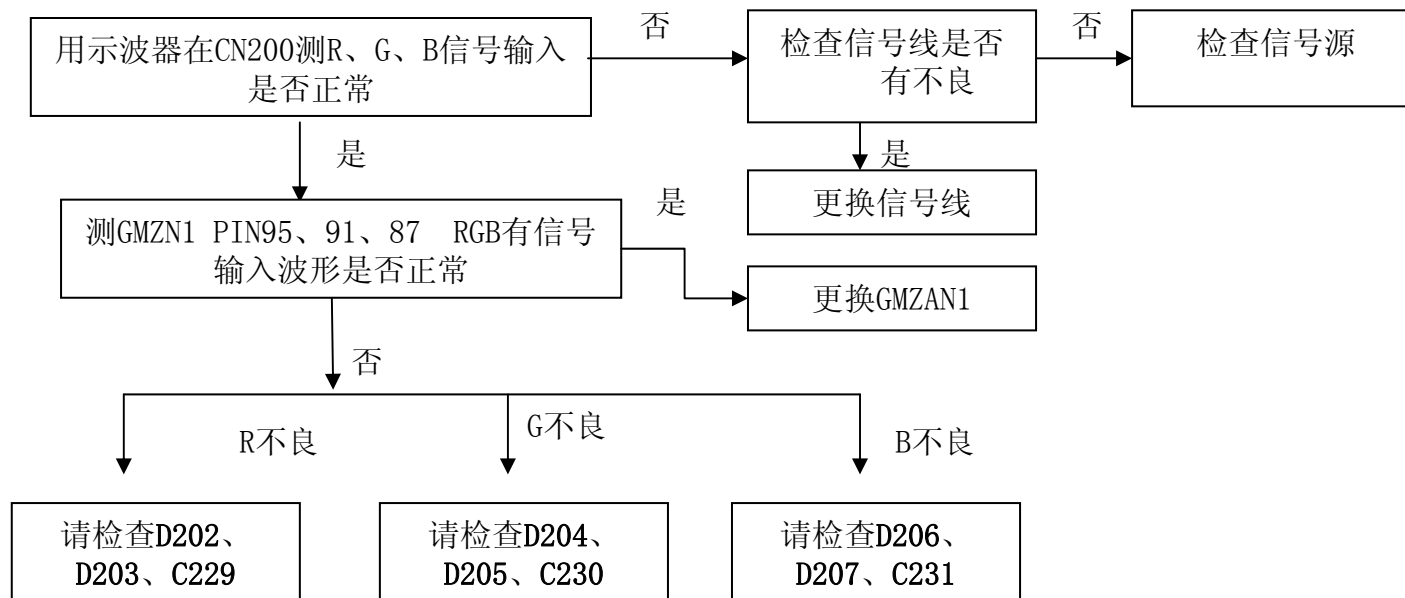 用示波器在CN200测R、G、B信号输入
是否正常
否
检查信号线是否
有不良
否
检查信号源
是
是
更换信号线
测GMZN1 PIN95、91、87 RGB有信号
输入波形是否正常
是
更换GMZAN1
否
R不良
G不良
B不良
请检查D202、
D203、C229
请检查D204、
D205、C230
请检查D206、
D207、C231